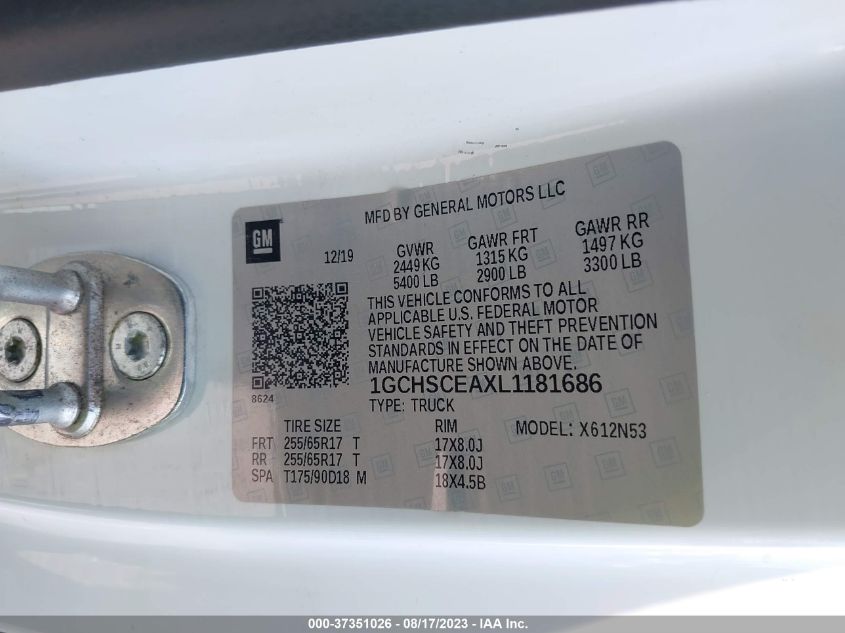 MFD BY GENERAL MOTORS LLC
GM
12/19
GVWR GAWR FRT GAWR RR
2449 KG 1315 KG 1497 KG
5400 LB 2900 LB 3300 LB
THIS VEHICLE CONFORMS TO ALL
APPLICABLE U.S. FEDERAL MOTOR
VEHICLE SAFETY AND THEFT PREVENTION
STANDARDS IN EFFECT ON THE DATE OF
MANUFACTURE SHOWN ABOVE.
8624
1GCHSCEAXL1181686
TYPE: TRUCK
TIRE SIZE RIM MODEL: X612N53
FRT 255/65R17 T 17X8.0J
RR 255/65R17 T 17X8.0J
SPA T175/90D18 M 18X4.5B
000-37351026 - 08/17/2023 - Copyright © IAA, LLC